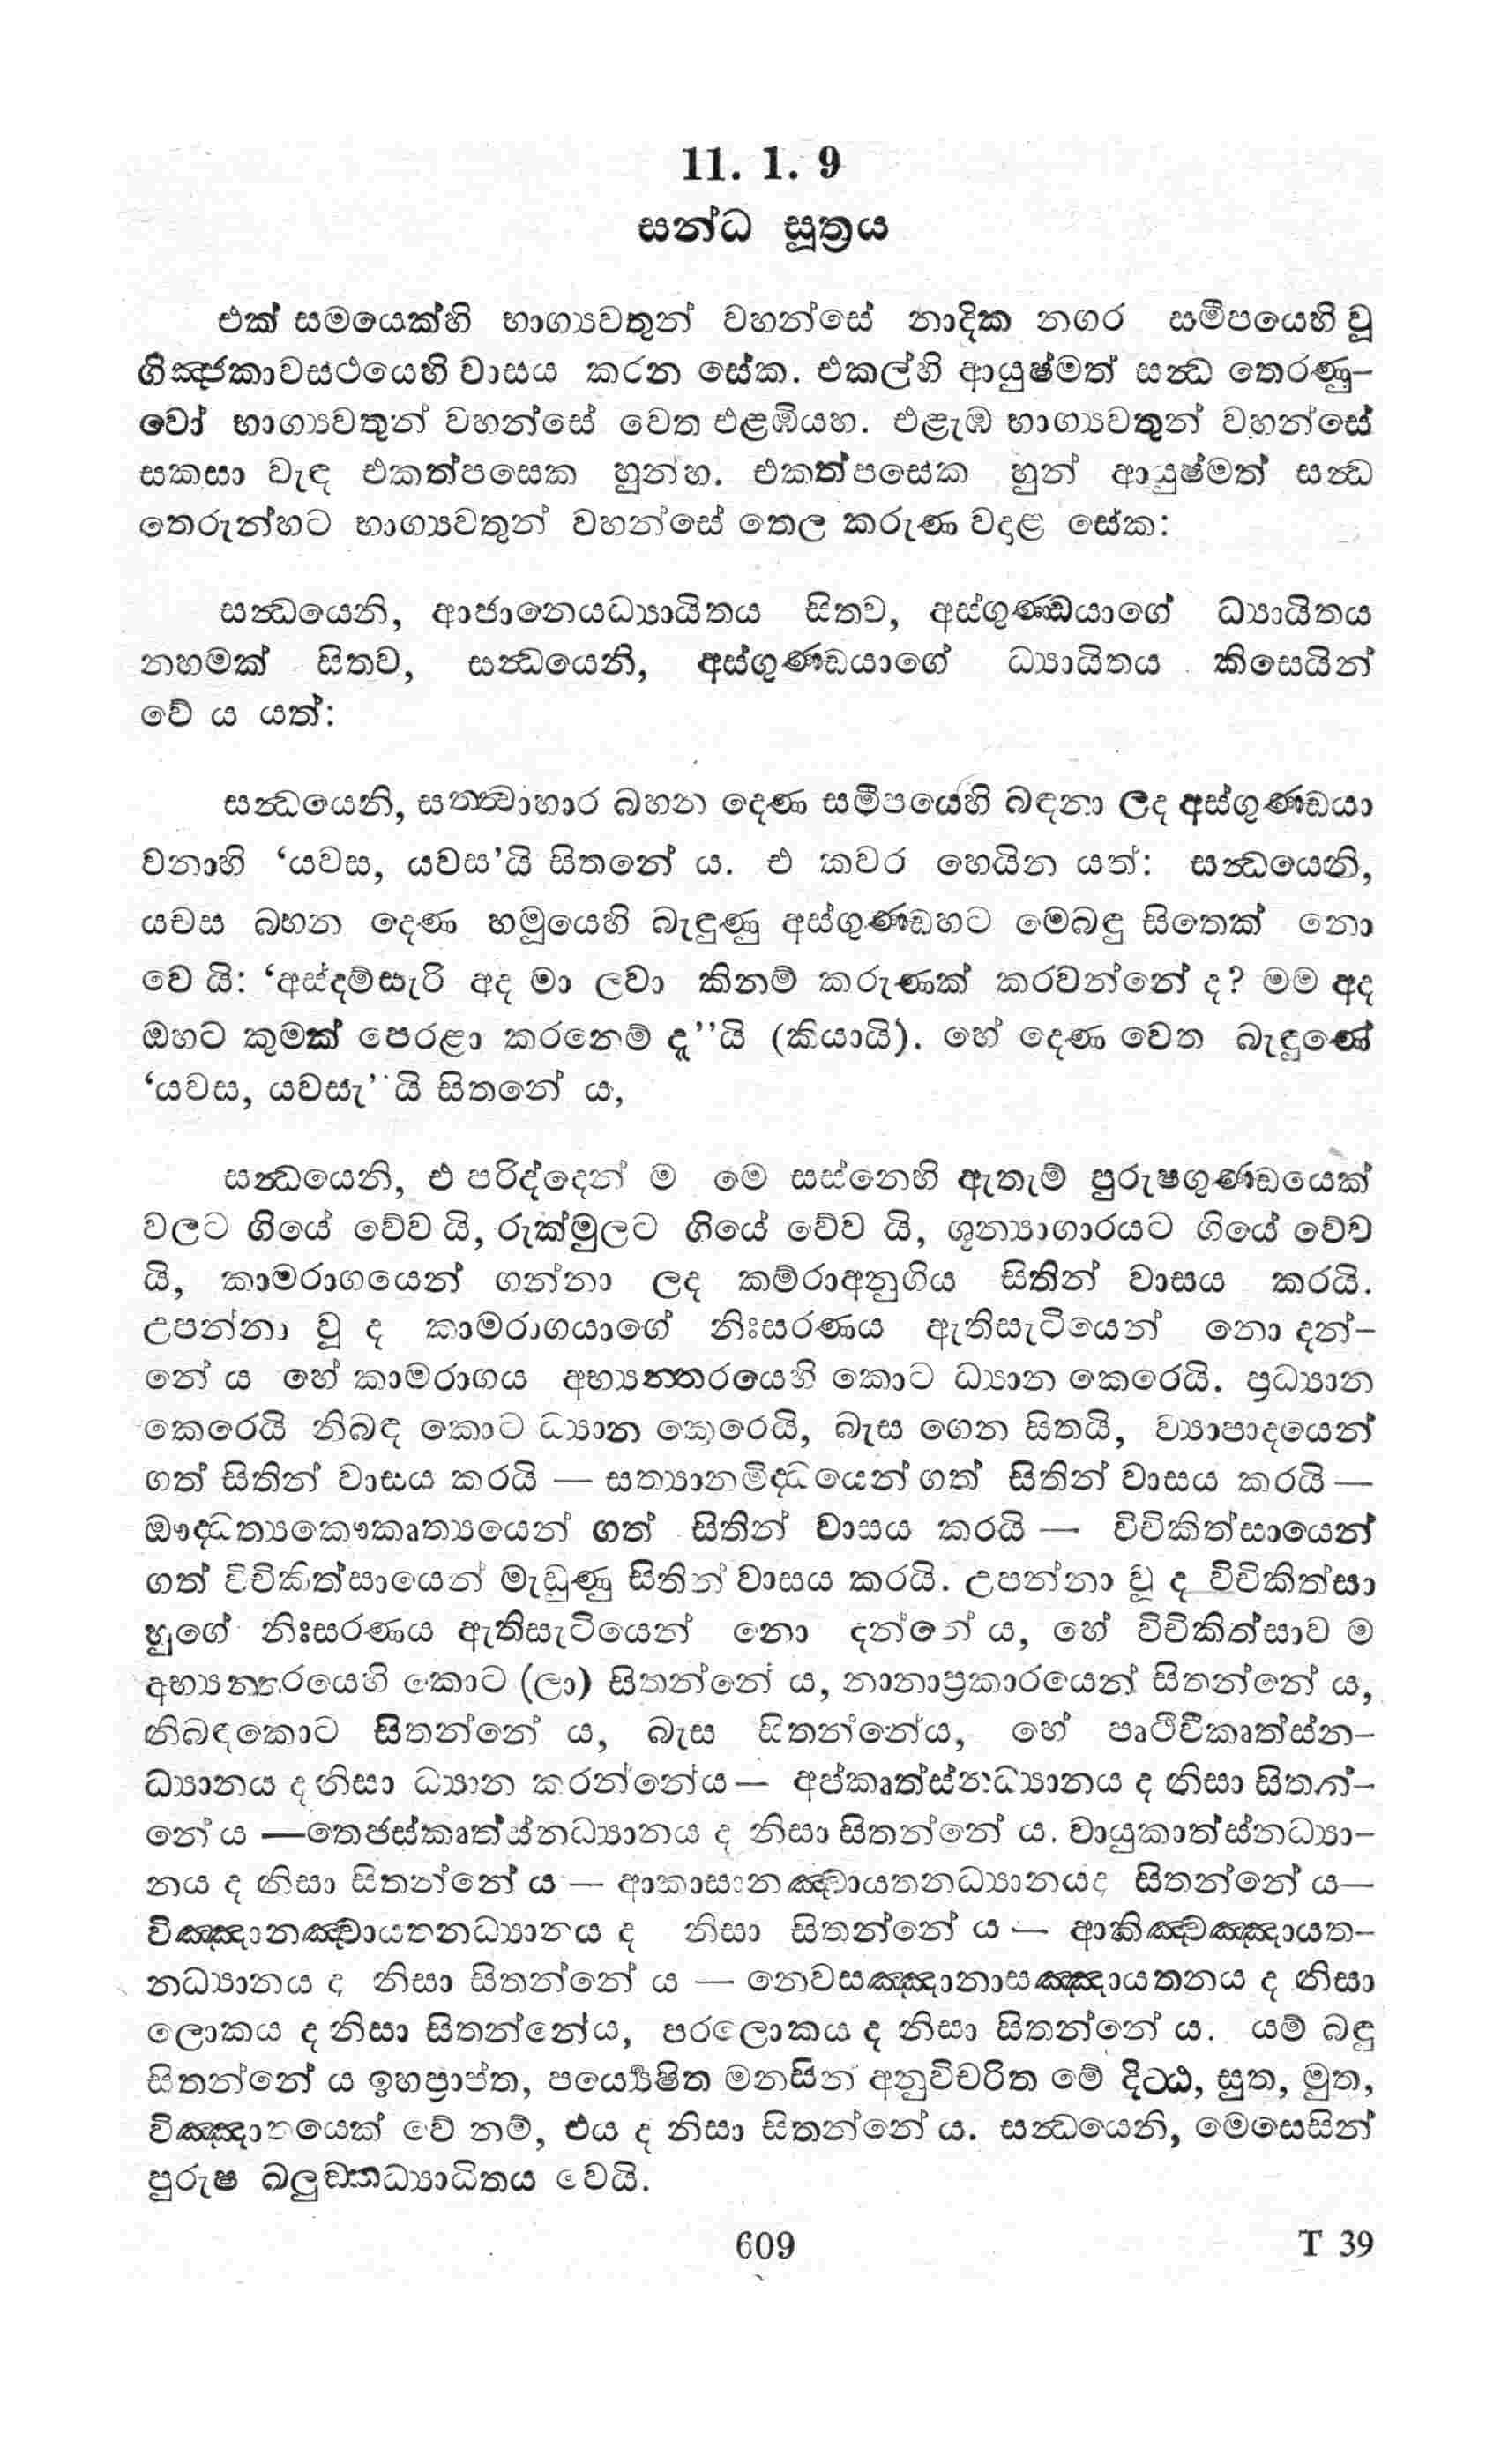 11. 1. 9
සන්ධ සූත්‍රය
එක් සමයෙක්හි භාග්‍යවතුන් වහන්සේ නාදික නගර සමීපයෙහි වූ
ගිඤ්ජකාවසථයෙහි වාසය කරන සේක. එකල්හි ආයුෂ්මත් සන්‍ධ තෙරණු-
වෝ භාග්‍යවතුන් වහන්සේ වෙත එළඹියහ. එළැඹ භාග්‍යවතුන් වහන්සේ
සකසා වැඳ එකත්පසෙක හුන්හ. එකත්පසේක හුන් ආයුෂ්මත් සන්‍ධ
තෙරුන්හට භාග්‍යවතුන් වහන්සේ තෙල කරුණ වදාළ සේක:
සන්‍ධයෙනි, ආජානෙයධ්‍යායිතය සිතව, අස්ගුණ්ඩයාගේ ධ්‍යායිතය
නහමක් සිතව, සන්‍ධයෙනි, අස්ගුණ්ඩයාගේ ධ්‍යායිතය කිසෙයින්
වේ ය යත්:
සන්‍ධයෙනි, සත්ත්‍වාහාර බහන දෙණ සමීපයෙහි බඳනා ලද අස්ගුණ්ඩයා
වනාහි ‘යවස, යවස’යි සිතනේ ය. එ කවර හෙයින යත්: සන්‍ධයෙනි,
යවස බහන දෙණ හමුයෙහි බැඳුණු අස්ගුණ්ඩහට මෙබඳු සිතෙක් නො
වෙ යි: ‘අස්දම්සැරි අද මා ලවා කිනම් කරුණක් කරවන්නේ ද? මම අද
ඔහට කුමක් පෙරළා කරනෙම් දැ’’යි (කියායි). හේ දෙණ වෙත බැඳුණේ
‘යවස, යවසැ’ යි සිතනේ ය,
සන්‍ධයෙනි, එ පරිද්දෙන් ම මෙ සස්නෙහි ඇතැම් පුරුෂගුණ්ඩයෙක්
වලට ගියේ වේව යි, රුක්මුලට ගියේ වේව යි, ශූන්‍යාගාරයට ගියේ වේව
යි, කාමරාගයෙන් ගන්නා ලද කම්රාඅනුගිය සිතින් වාසය කරයි.
උපන්නා වූ ද කාමරාගයාගේ නිඃසරණය ඇතිසැටියෙන් නො දන්-
නේ ය හේ කාමරාගය අභ්‍යන්තරයෙහි කොට ධ්‍යාන කෙරෙයි. ප්‍රධ්‍යාන
කෙරෙයි නිබඳ කොට ධ්‍යාන කෙරෙයි, බැස ගෙන සිතයි, ව්‍යාපාදයෙන්
ගත් සිතින් වාසය කරයි — සත්‍යානමිද්‍ධයෙන් ගත් සිතින් වාසය කරයි —
ඖද්‍ධත්‍යකෞකෘත්‍යයෙන් ගත් සිතින් වාසය කරයි — විචිකිත්සායෙන්
ගත් විචිකිත්සායෙන් මැඩුණු සිතින් වාසය කරයි. උපන්නා වූ ද විචිකිත්සා
හුගේ නිඃසරණය ඇතිසැටියෙන් නො දන්නේ ය, හේ විචිකිත්සාව ම
අභ්‍යන්තරයෙහි කොට (ලා) සිතන්නේ ය, නානාප්‍රකාරයෙන් සිතන්නේ ය,
නිබඳකොට සිතන්නේ ය, බැස සිතන්නේය, හේ පෘථිවීකෘත්ස්න-
ධ්‍යානය ද නිසා ධ්‍යාන කරන්නේය — අප්කෘත්ස්නධ්‍යානය ද නිසා සිතන්-
නේ ය —තෙජස්කෘත්ස්නධ්‍යානය ද නිසා සිතන්නේ ය. වායුකාත්ස්නධ්‍යා-
නය ද නිසා සිතන්නේ ය — ආකාසානඤ්චායතනධ්‍යානයද සිතන්නේ ය—
විඤ්ඤානඤ්චායතනධ්‍යානය ද නිසා සිතන්නේ ය — ආකිඤ්චඤ්ඤායත-
නධ්‍යානය ද නිසා සිතන්නේ ය — නෙවසඤ්ඤානාසඤ්ඤායතනය ද නිසා
ලොකය ද නිසා සිතන්නේය, පරලොකය ද නිසා සිතන්නේ ය. යම් බඳු
සිතන්නේ ය ඉහප්‍රාප්ත, පර්‍ය්‍යෙෂිත මනසින් අනුවිචරිත මේ දිට්ඨ, සුත, මුත,
විඤ්ඤාතයෙක් වේ නම්, එය ද නිසා සිතන්නේ ය. සන්‍ධයෙනි, මෙසෙසින්
පුරුෂ ඛලුඞ්කධ්‍යාධිතය වෙයි.
609
T 39